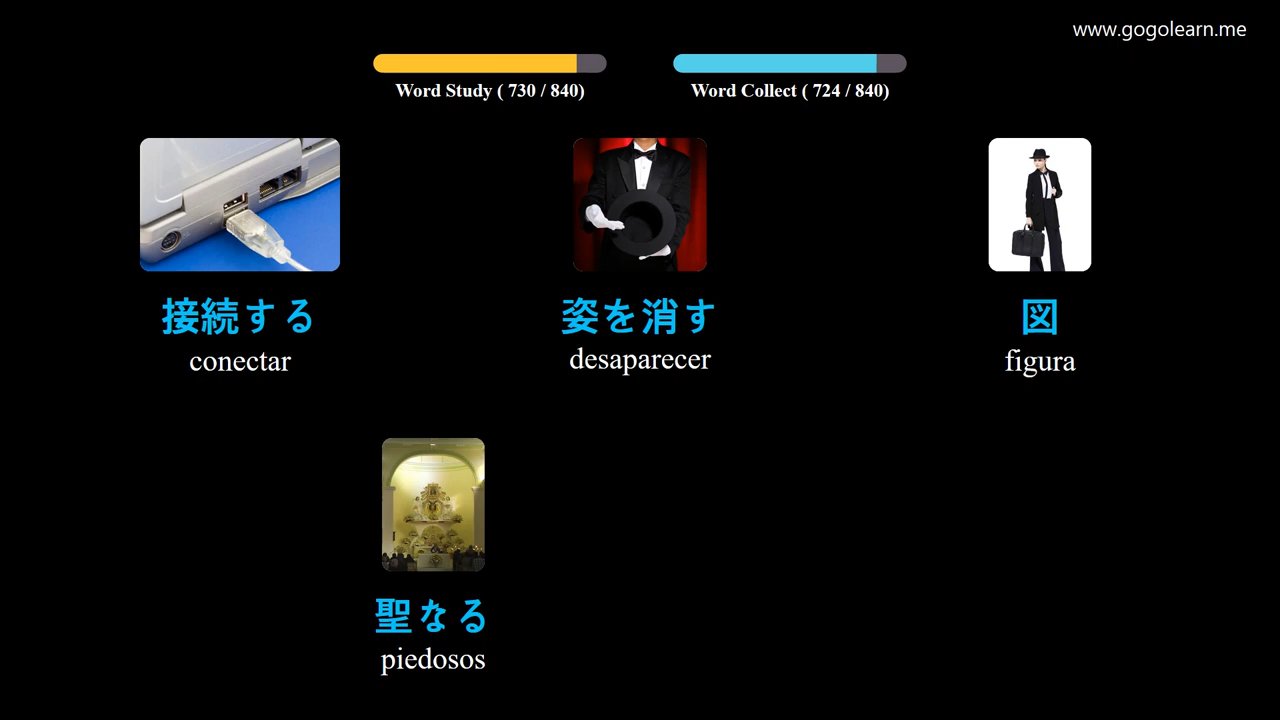 www.gogolearn.me
Word Study ( 730 / 840)
Word Collect ( 724 / 840)
接続する
conectar
姿を消す
desaparecer
図
figura
聖なる
piedosos